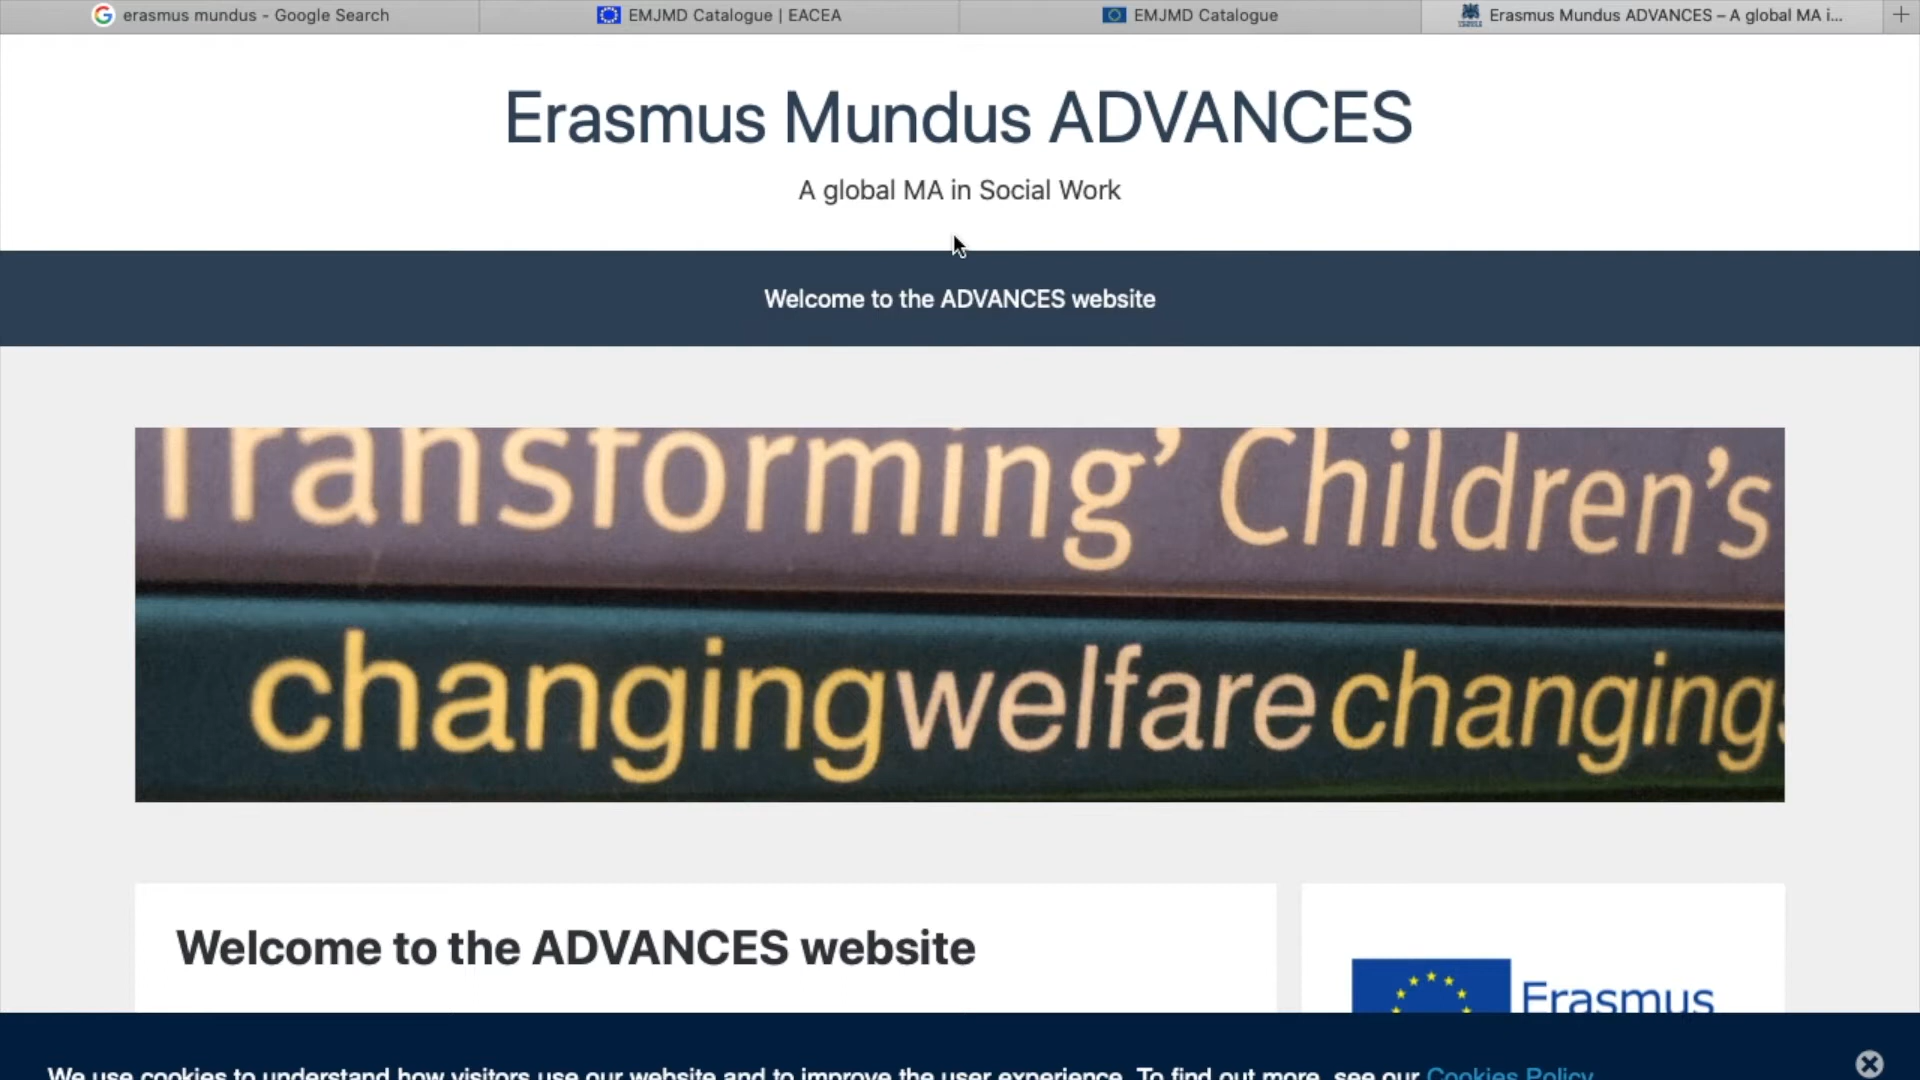 erasmus mundus - Google Search
EMJMD Catalogue | EACEA
EMJMD Catalogue
Erasmus Mundus ADVANCES – A global MA i...
Erasmus Mundus ADVANCES
A global MA in Social Work
Welcome to the ADVANCES website
Transforming’ Children’s
changingwelfarechanging
Welcome to the ADVANCES website
Erasmus
We use cookies to understand how visitors use our website and to improve the user experience. To find out more, see our Cookies Policy